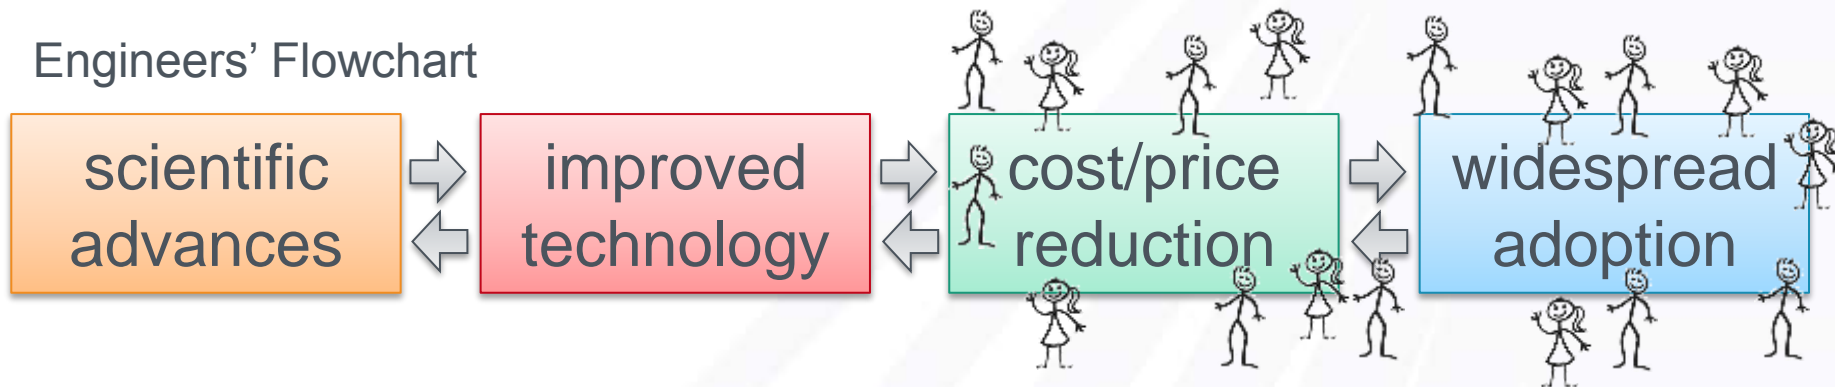 Engineers’ Flowchart
scientific
advances
improved
technology
cost/price
reduction
widespread
adoption